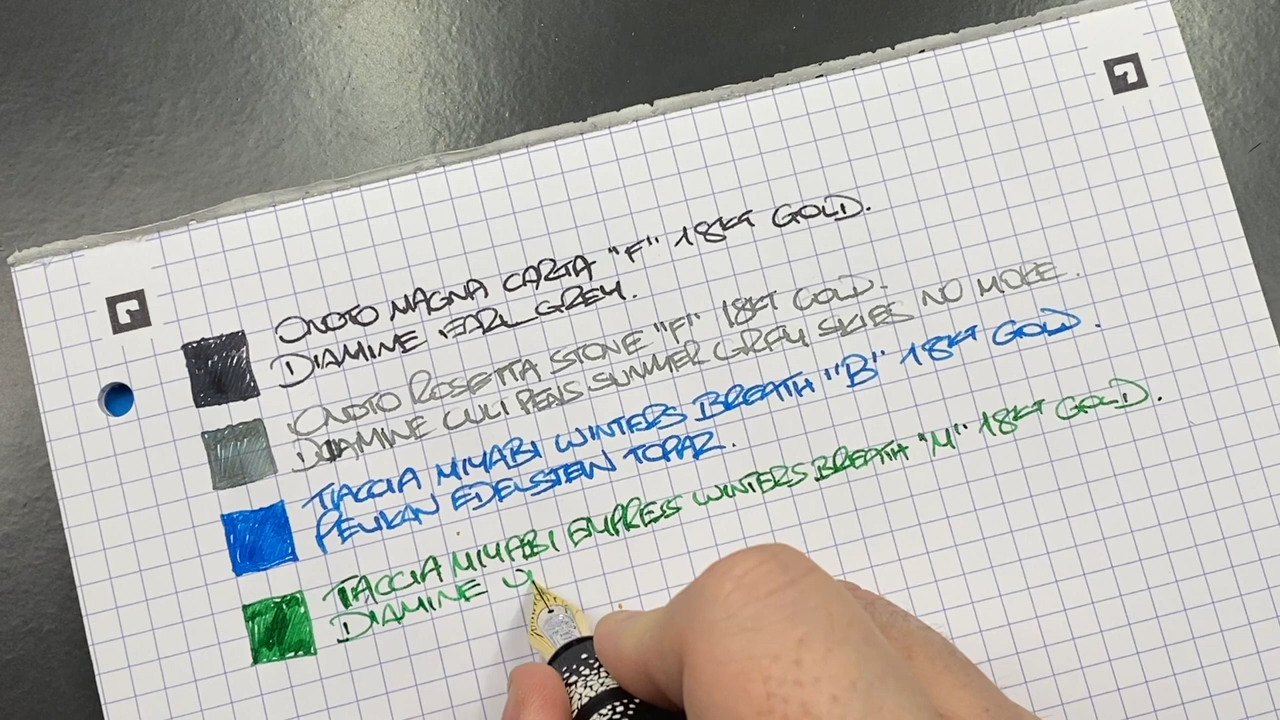 ONOTO MAGNA CARTA "F" 18KT GOLD.
DIAMINE EARL GREY.
ONOTO ROSETTA STONE "F" 18KT GOLD.
DIAMINE CULT PENS SUMMER GREY SKIES NO MORE.
TACCIA MIYABI WINTERS BREATH "B" 18KT GOLD.
PELIKAN EDELSTEIN TOPAZ.
TACCIA MIYABI EMPRESS WINTERS BREATH "M" 18KT GOLD.
DIAMINE